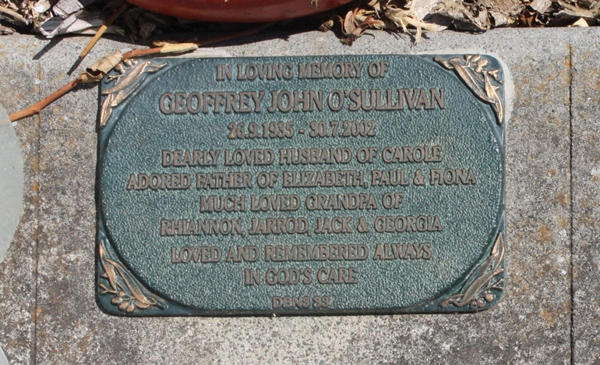 IN LOVING MEMORY OF
GEOFFREY JOHN O'SULLIVAN
26.9.1935 - 30.7.2002
DEARLY LOVED HUSBAND OF CAROLE
ADORED FATHER OF ELIZABETH, PAUL & FIONA
MUCH LOVED GRANDPA OF
RHIANNON, JARROD, JACK & GEORGIA
LOVED AND REMEMBERED ALWAYS
IN GOD'S CARE